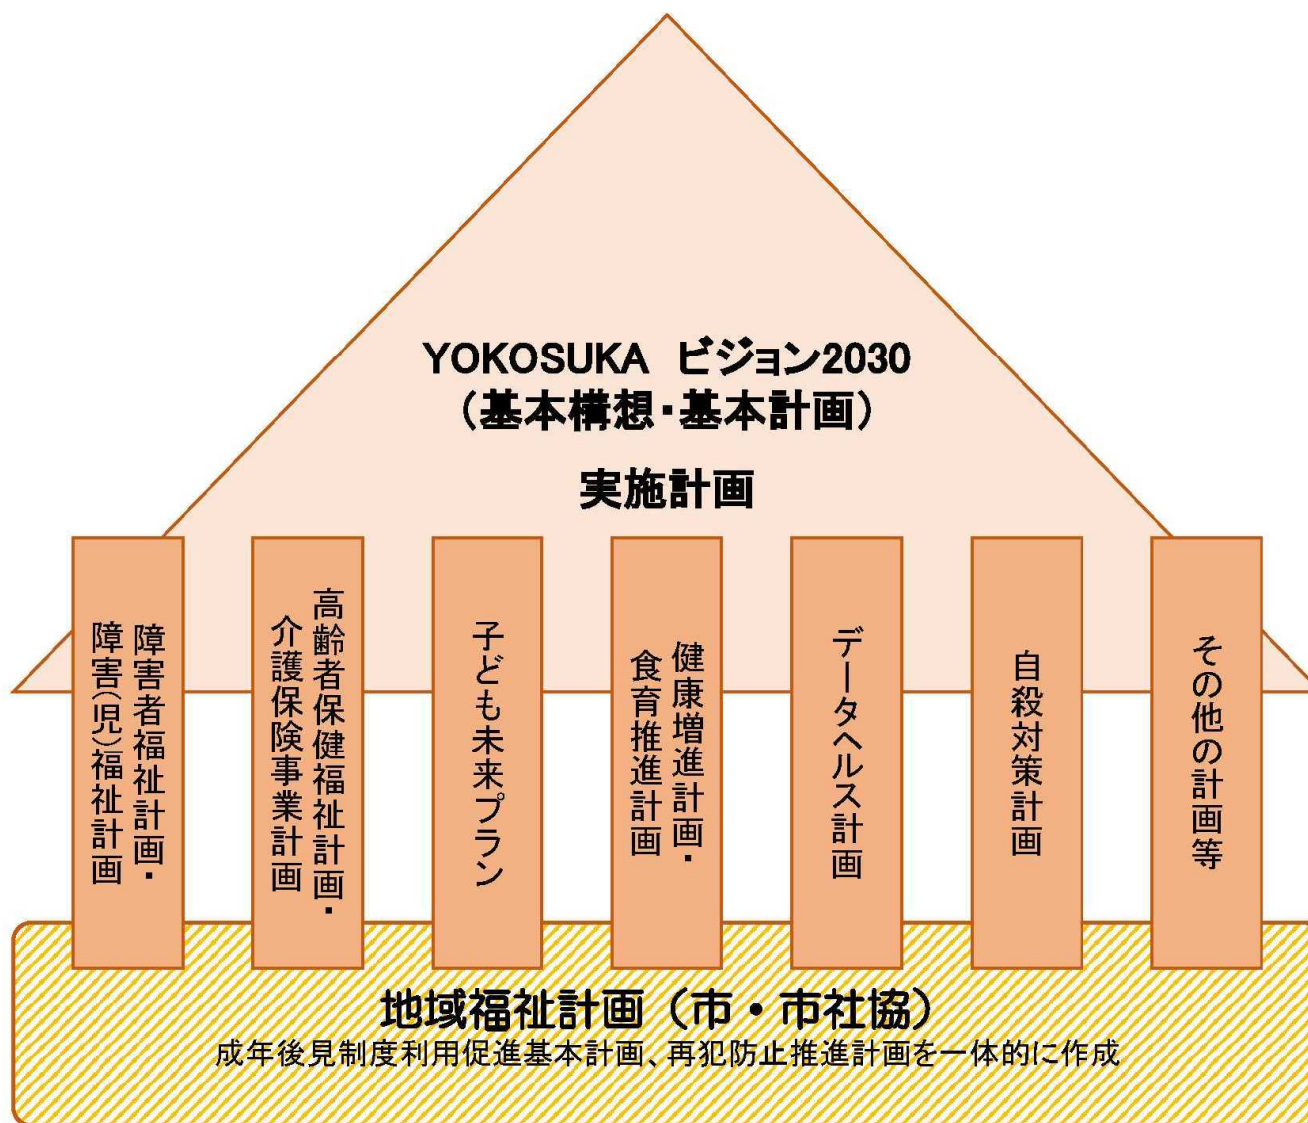 YOKOSUKA ビジョン2030
（基本構想・基本計画）
実施計画
障害者福祉計画・
障害（児）福祉計画
高齢者保健福祉計画・
介護保険事業計画
子ども未来プラン
健康増進計画・
食育推進計画
データヘルス計画
自殺対策計画
その他の計画等
地域福祉計画（市・市社協）
成年後見制度利用促進基本計画、再犯防止推進計画を一体的に作成